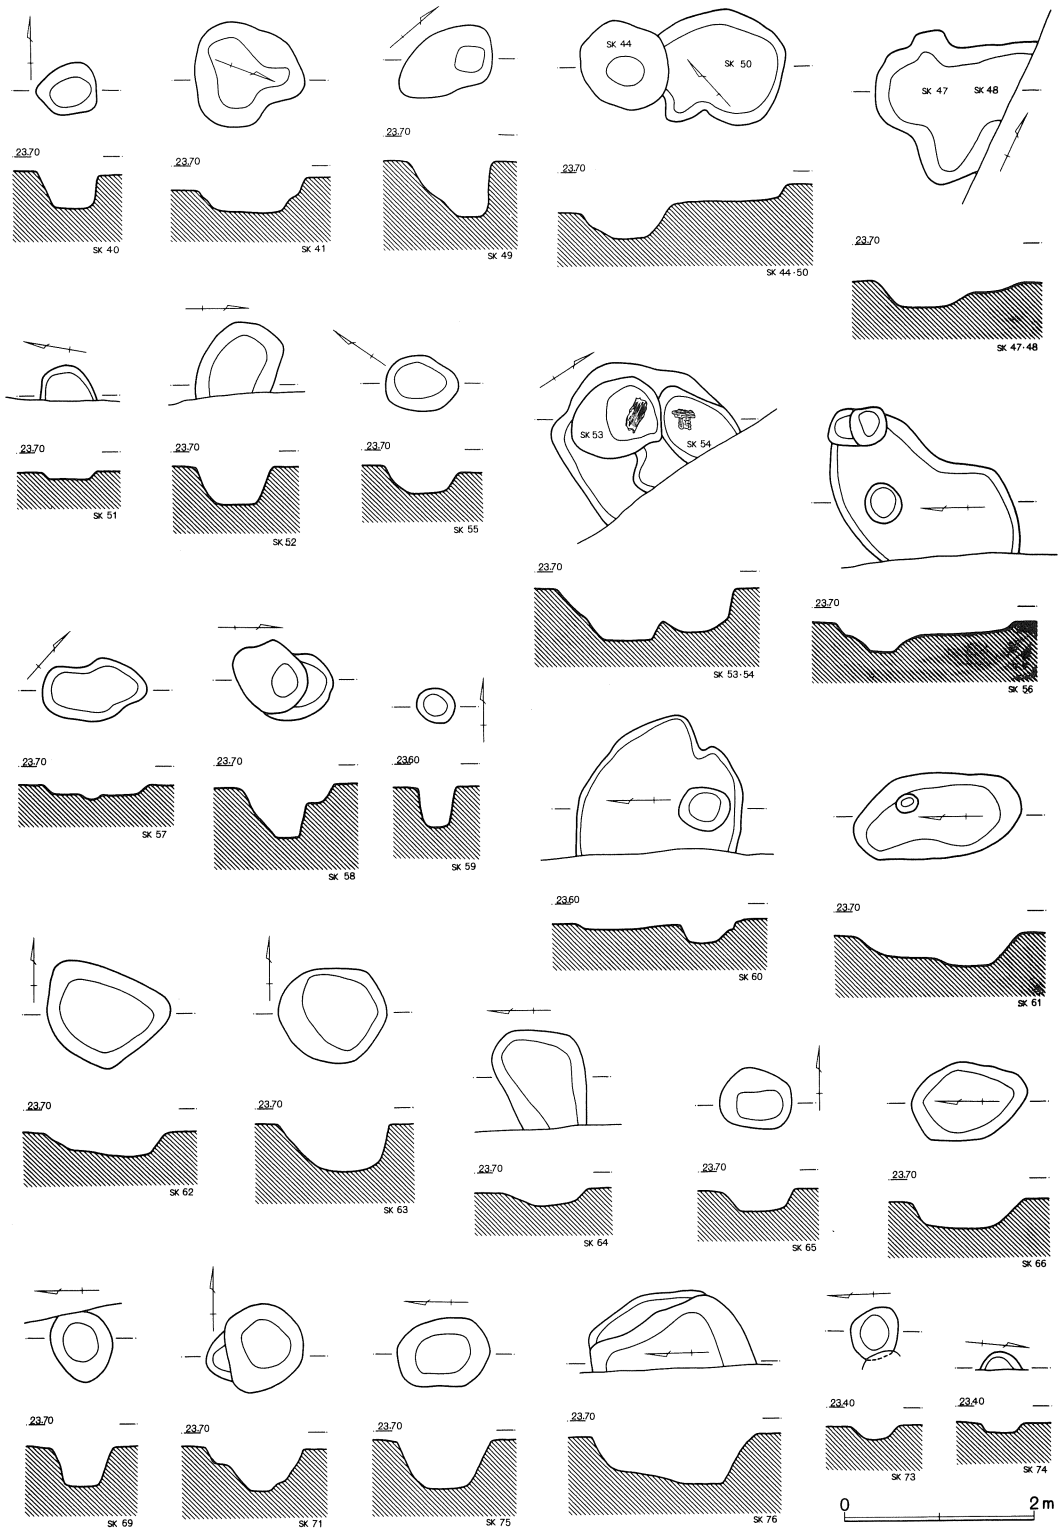 SK 44
SK 50
SK 47 SK 48
23.70
23.70
23.70
23.70
SK 40
SK 41
SK 49
SK 44·50
23.70
SK 47·48
SK 53
SK 54
23.70
23.70
23.70
SK 51
SK 52
SK 55
23.70
23.70
SK 53·54
SK 56
23.70
23.70
23.60
SK 57
SK 58
SK 59
23.60
23.70
SK 60
SK 61
23.70
23.70
SK 62
SK 63
23.70
23.70
23.70
SK 64
SK 65
SK 66
23.70
23.70
23.70
23.70
23.40
23.40
SK 73
SK 74
SK 69
SK 71
SK 75
SK 76
0 2 m